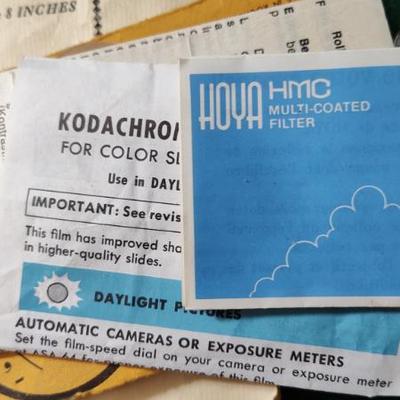 8 INCHES
HOYA HMC
MULTI-COATED
FILTER
KODACHRO
FOR COLOR SL
Use in DAYL
IMPORTANT: See revis
This film has improved sha
in higher-quality slides.
DAYLIGHT P TURES
AUTOMATIC CAMERAS OR EXPOSURE METERS
Set the film-speed dial on your camera or exposure meter